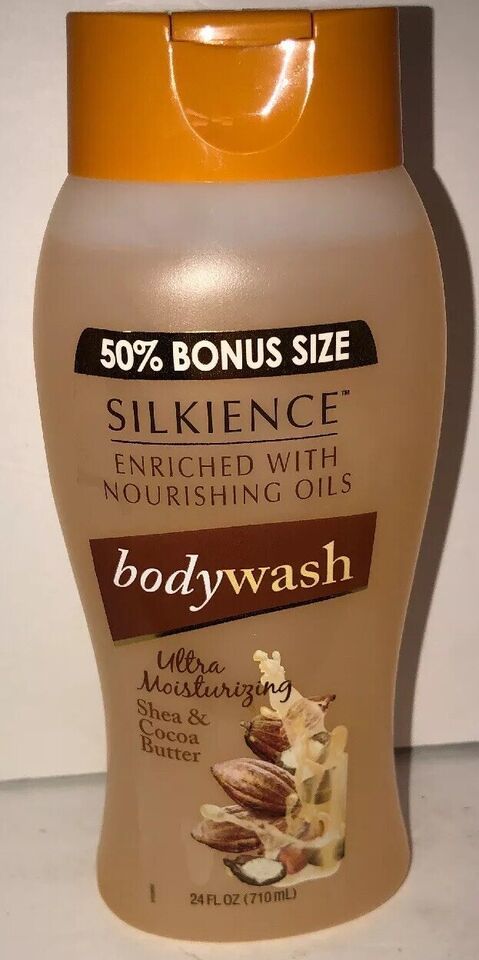 50% BONUS SIZE
SILKIENCE™
ENRICHED WITH
NOURISHING OILS
bodywash
Ultra
Moisturizing
Shea &
Cocoa
Butter
24 FL OZ (710 mL)